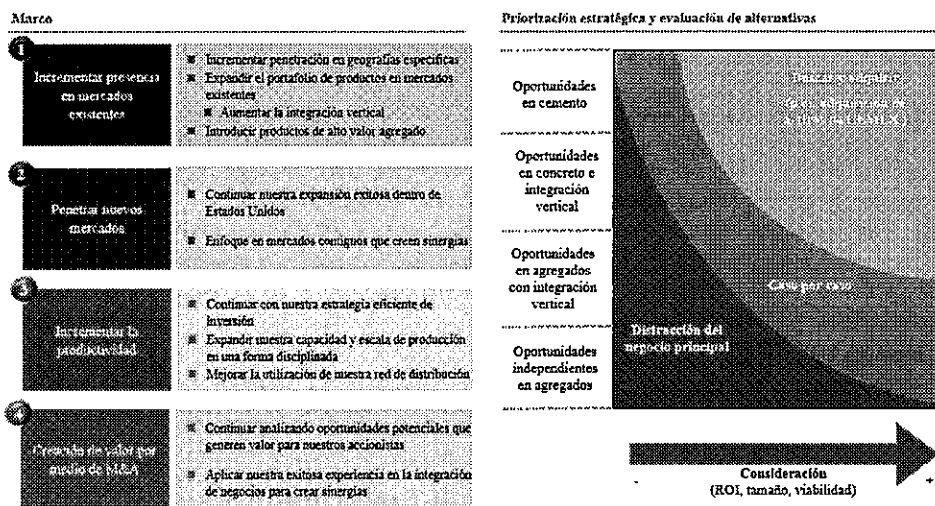 Marco
1
Incrementar presencia
en mercados
existentes
Incrementar penetración en geografías específicas
Expandir el portafolio de productos en mercados
existentes
Aumentar la integración vertical
Introducir productos de alto valor agregado
2
Penetrar nuevos
mercados
Continuar nuestra expansión exitosa dentro de
Estados Unidos
Enfoque en mercados contiguos que creen sinergias
3
Incrementar la
productividad
Continuar con nuestra estrategia eficiente de
inversión
Expandir nuestra capacidad y escala de producción
en una forma disciplinada
Mejorar la utilización de nuestra red de distribución
4
Creación de valor por
medio de M&A
Continuar analizando oportunidades potenciales que
generen valor para nuestros accionistas
Aplicar nuestra exitosa experiencia en la integración
de negocios para crear sinergias
Priorización estratégica y evaluación de alternativas
Oportunidades
en cemento
Oportunidades
en concreto e
integración
vertical
Oportunidades
en agregados
con integración
vertical
Oportunidades
independientes
en agregados
Caso por caso
Distracción del
negocio principal
-
+
Consideración
(ROI, tamaño, viabilidad)